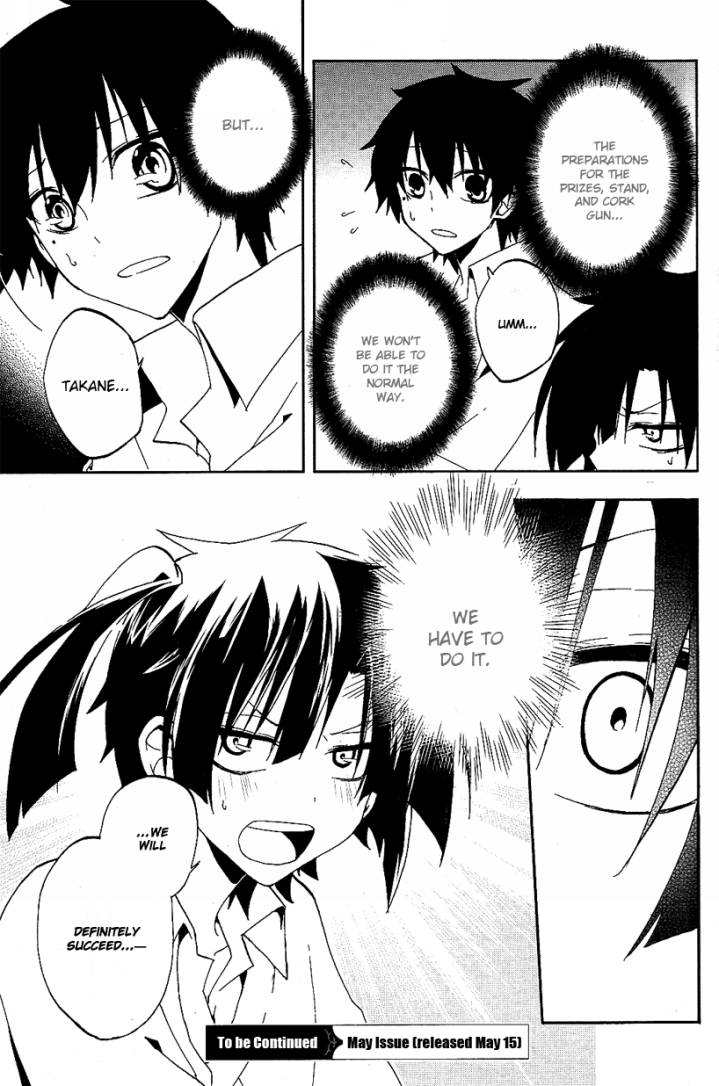 THE
PREPARATIONS
FOR THE
PRIZES, STAND,
AND CORK
GUN...
UMM...
WE WON'T
BE ABLE TO
DO IT THE
NORMAL
WAY.
BUT...
TAKANE...
WE
HAVE TO
DO IT.
...WE
WILL
DEFINITELY
SUCCEED...—
To be Continued
May Issue (released May 15)